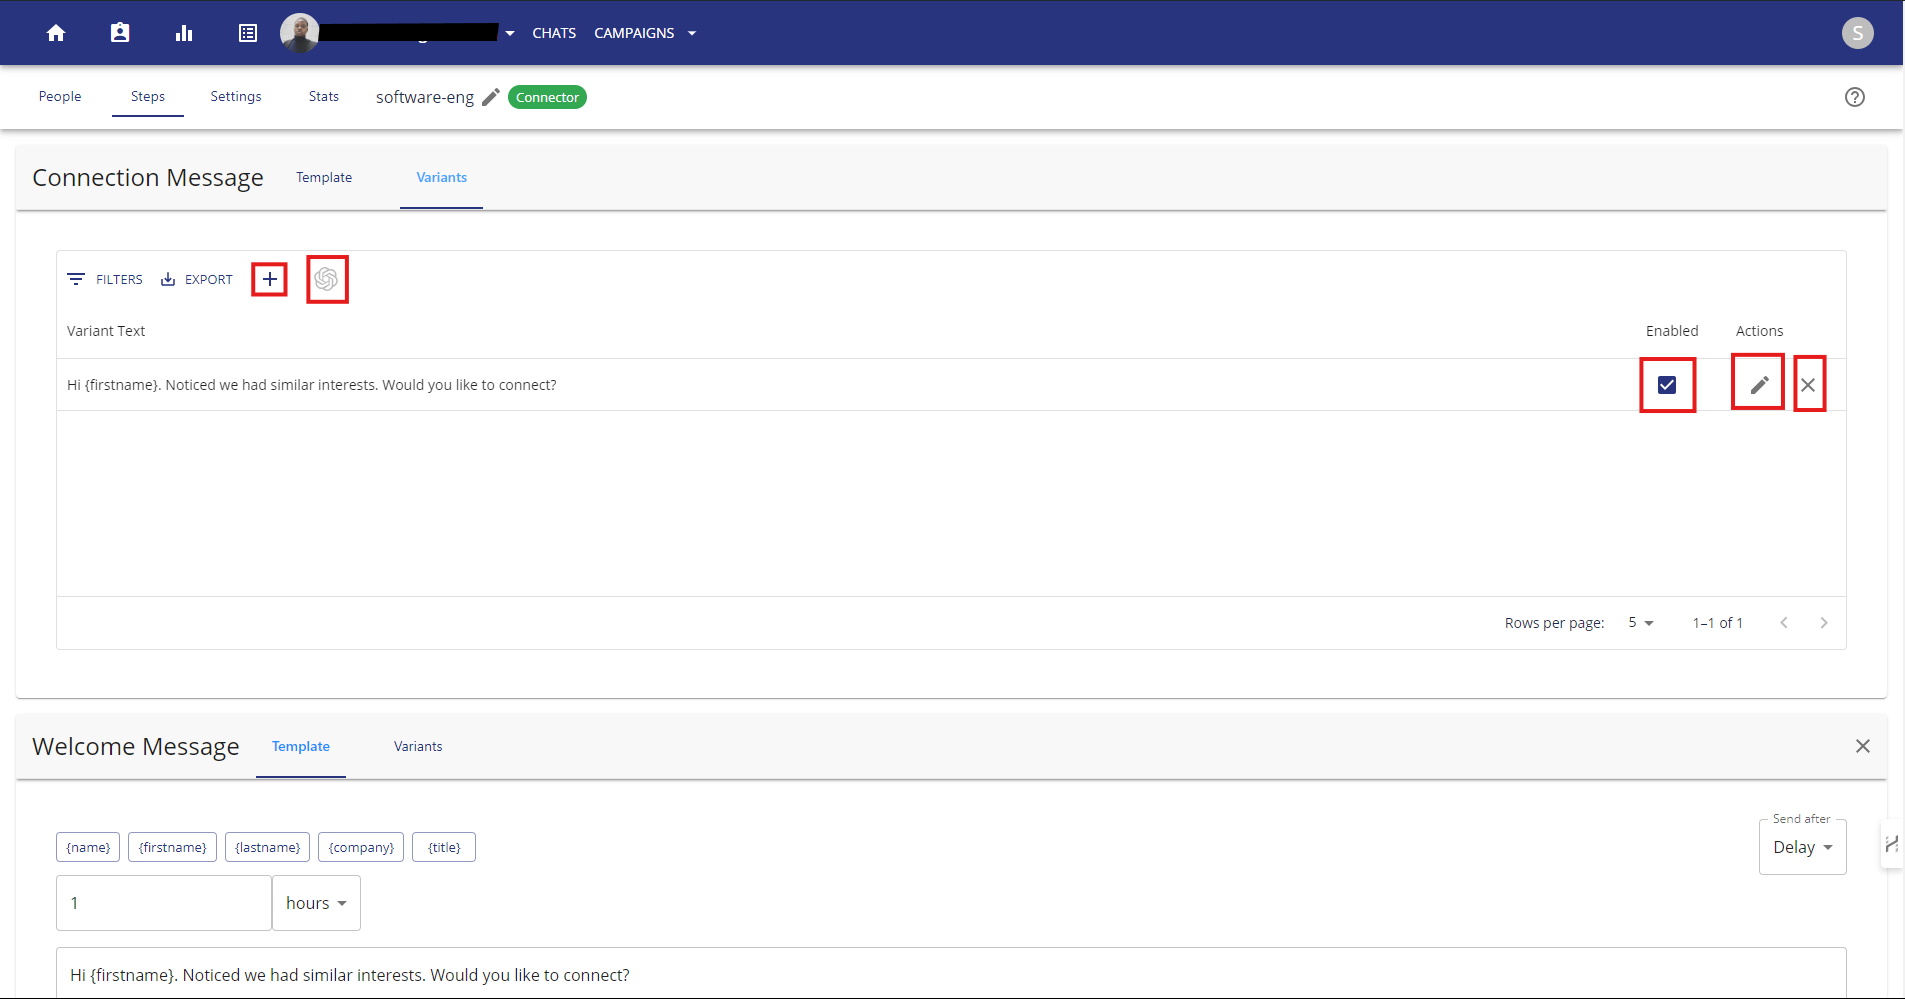 CHATS CAMPAIGNS S
People Steps Settings Stats software-eng Connector
Connection Message Template Variants
FILTERS EXPORT
Variant Text Enabled Actions
Hi {firstname}. Noticed we had similar interests. Would you like to connect?
Rows per page: 5 1–1 of 1
Welcome Message Template Variants
Send after
{name} {firstname} {lastname} {company} {title} Delay
1 hours
Hi {firstname}. Noticed we had similar interests. Would you like to connect?